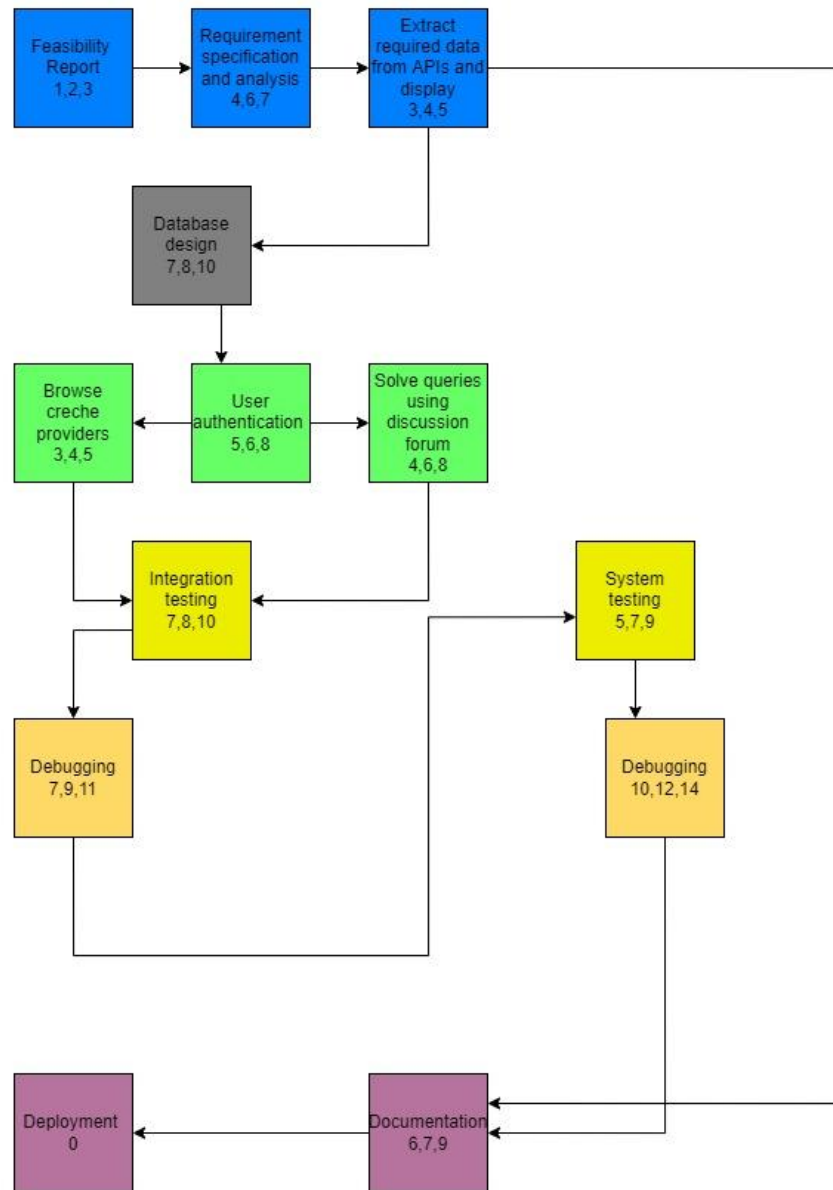 Feasibility
Report
1,2,3
Requirement
specification
and analysis
4,6,7
Extract
required data
from APIs and
display
3,4,5
Database
design
7,8,10
Browse
creche
providers
3,4,5
User
authentication
5,6,8
Solve queries
using
discussion
forum
4,6,8
Integration
testing
7,8,10
System
testing
5,7,9
Debugging
7,9,11
Debugging
10,12,14
Deployment
0
Documentation
6,7,9